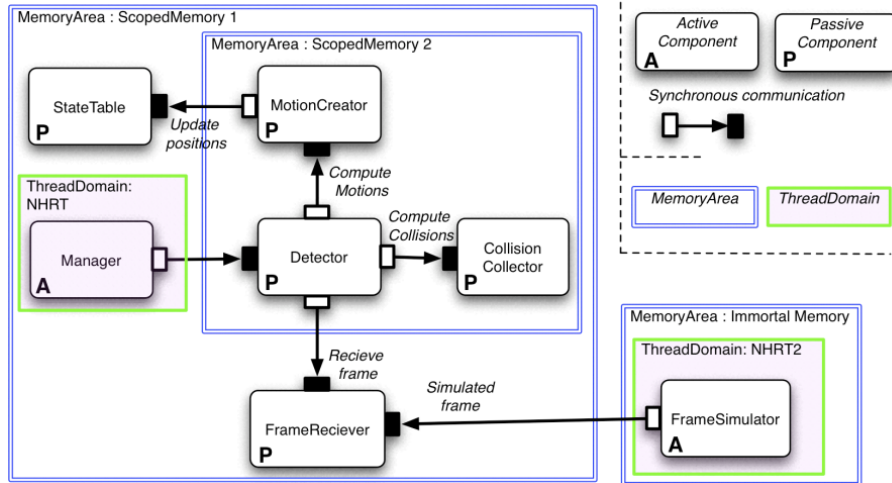 MemoryArea : ScopedMemory 1
MemoryArea : ScopedMemory 2
StateTable
P
Update
positions
MotionCreator
P
Compute
Motions
ThreadDomain:
NHRT
Manager
A
Detector
P
Compute
Collisions
Collision
Collector
P
Recieve
frame
FrameReciever
P
Simulated
frame
Active
Component
A
Passive
Component
P
Synchronous communication
MemoryArea
ThreadDomain
MemoryArea : Immortal Memory
ThreadDomain: NHRT2
FrameSimulator
A